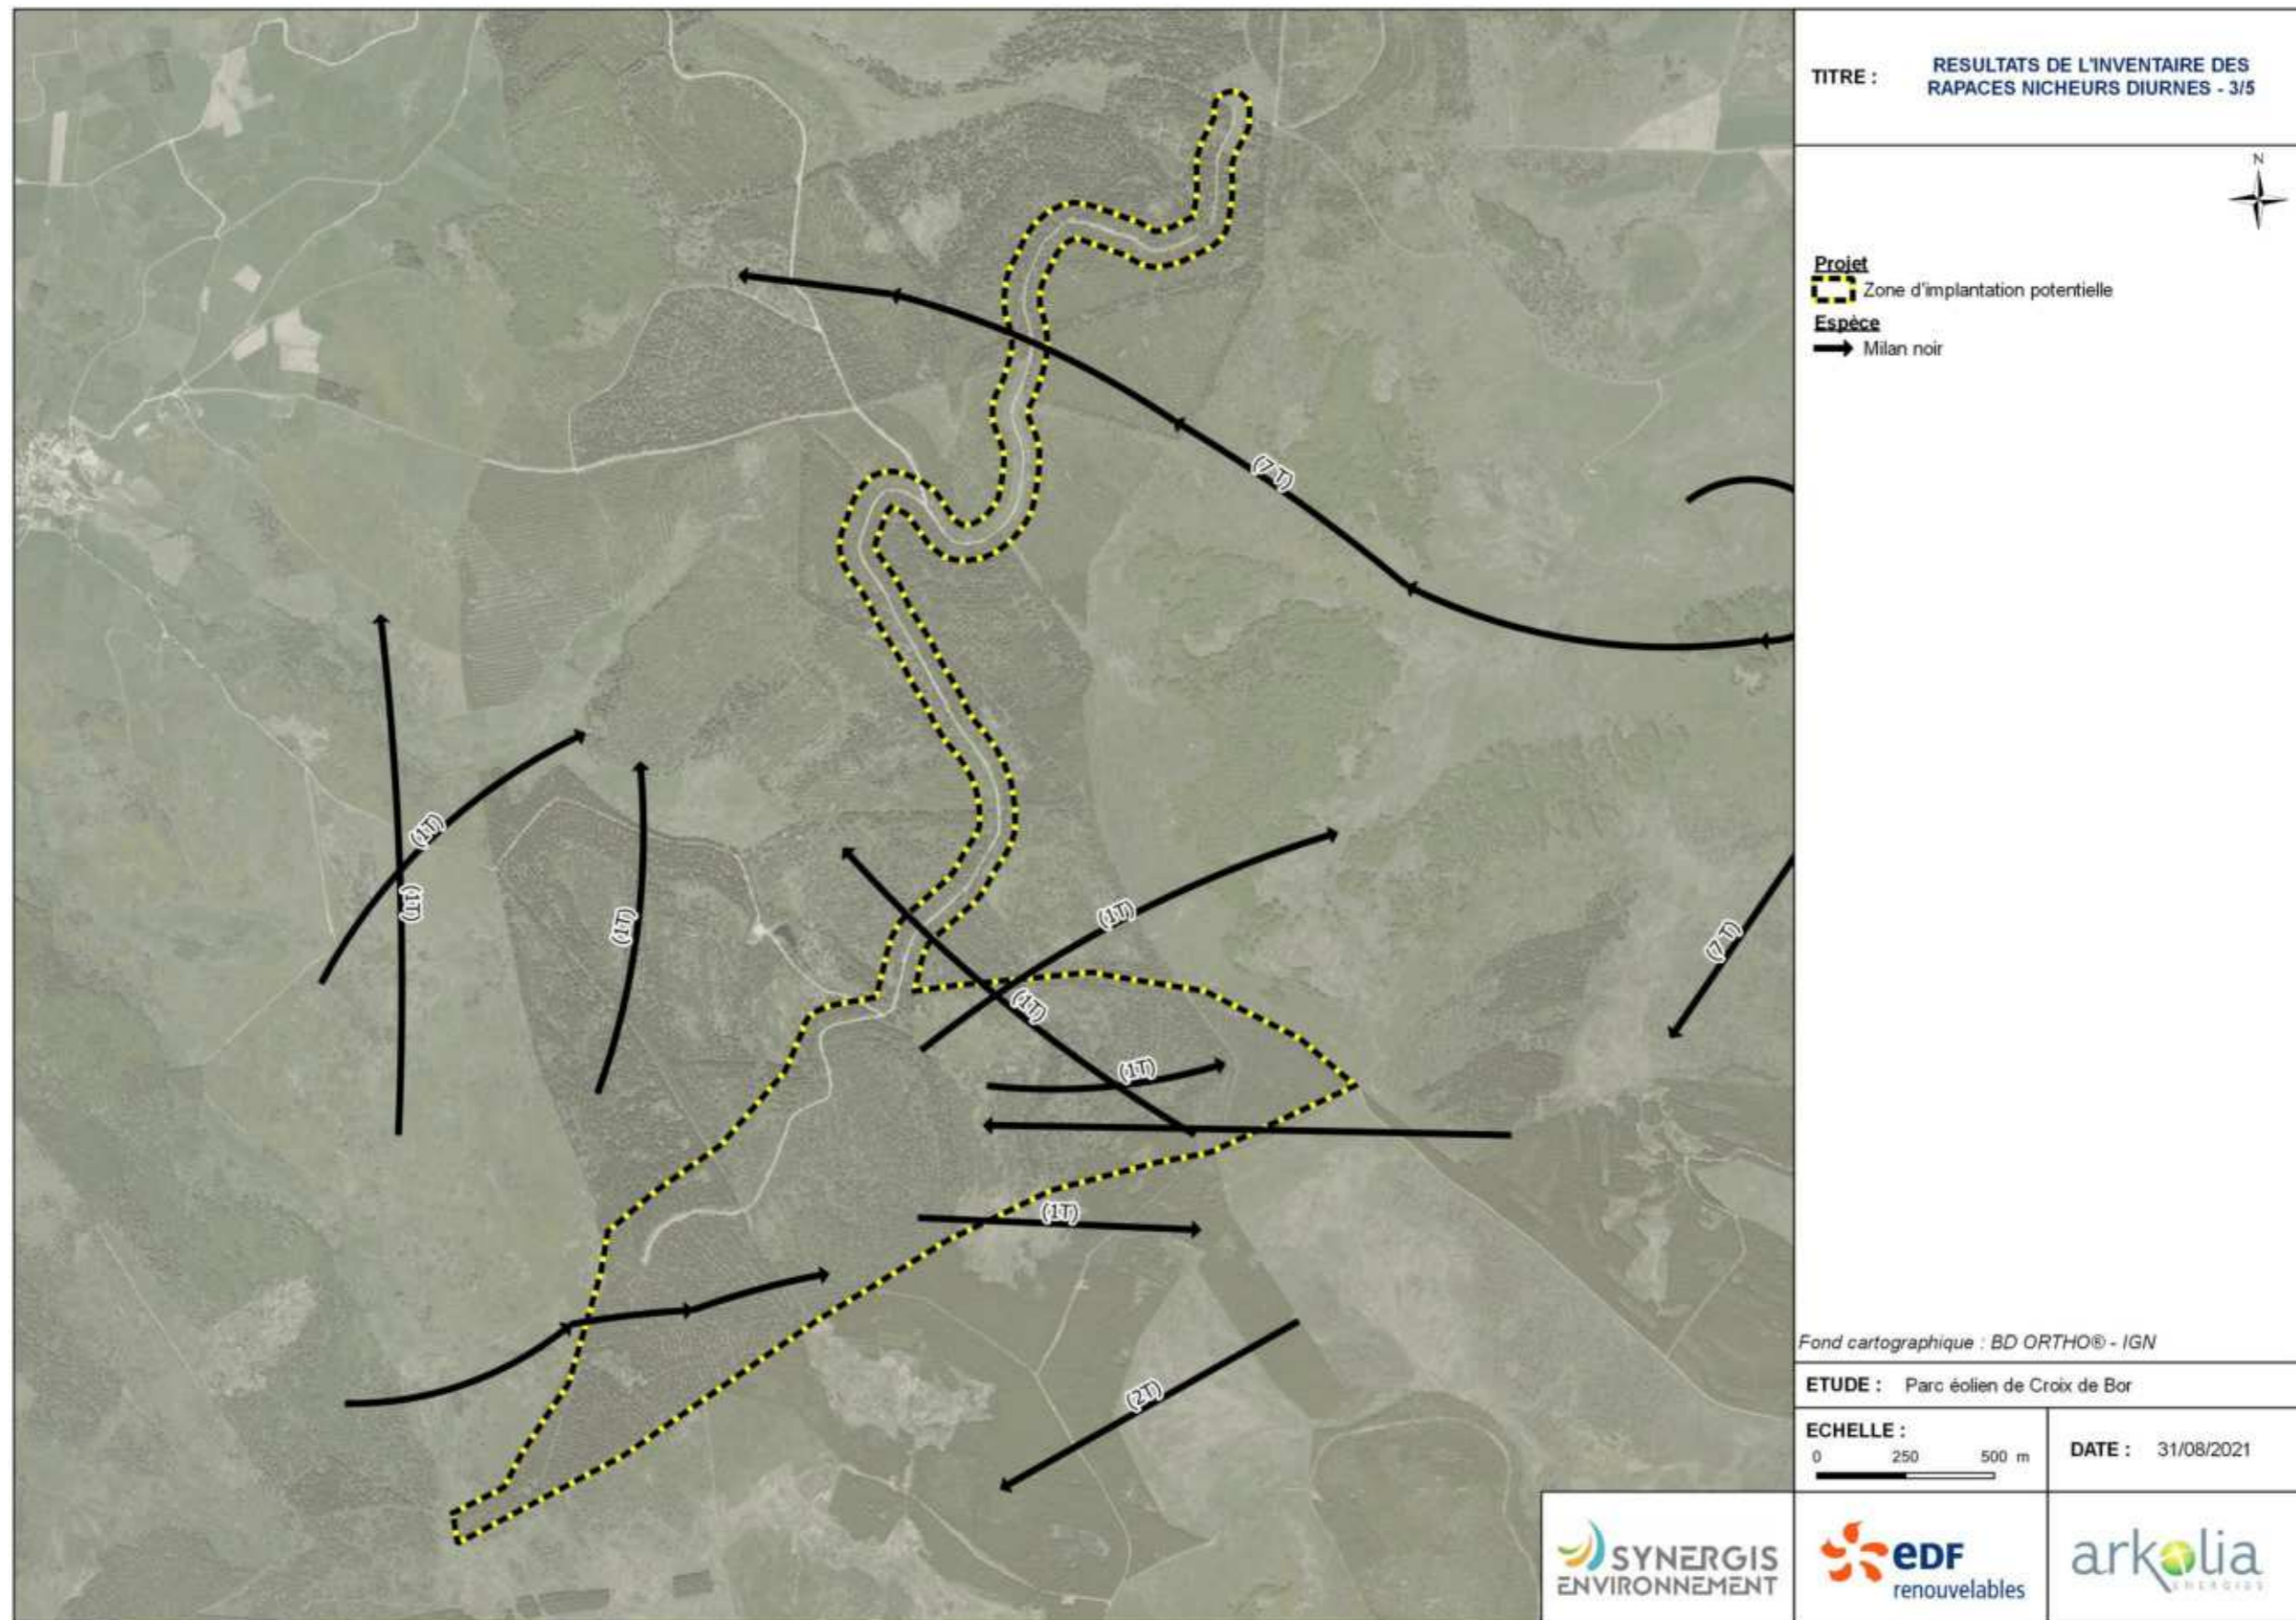 TITRE :
RESULTATS DE L'INVENTAIRE DES
RAPACES NICHEURS DIURNES - 3/5
N
Projet
Zone d'implantation potentielle
Espèce
Milan noir
(7 T)
(1T)
(1T)
(1T)
(1T)
(7 T)
(1T)
(1T)
(1T)
(2T)
Fond cartographique : BD ORTHO® - IGN
ETUDE : Parc éolien de Croix de Bor
ECHELLE :
0 250 500 m
DATE : 31/08/2021
SYNERGIS
ENVIRONNEMENT
eDF
renouvelables
arkolia
ENERGIES